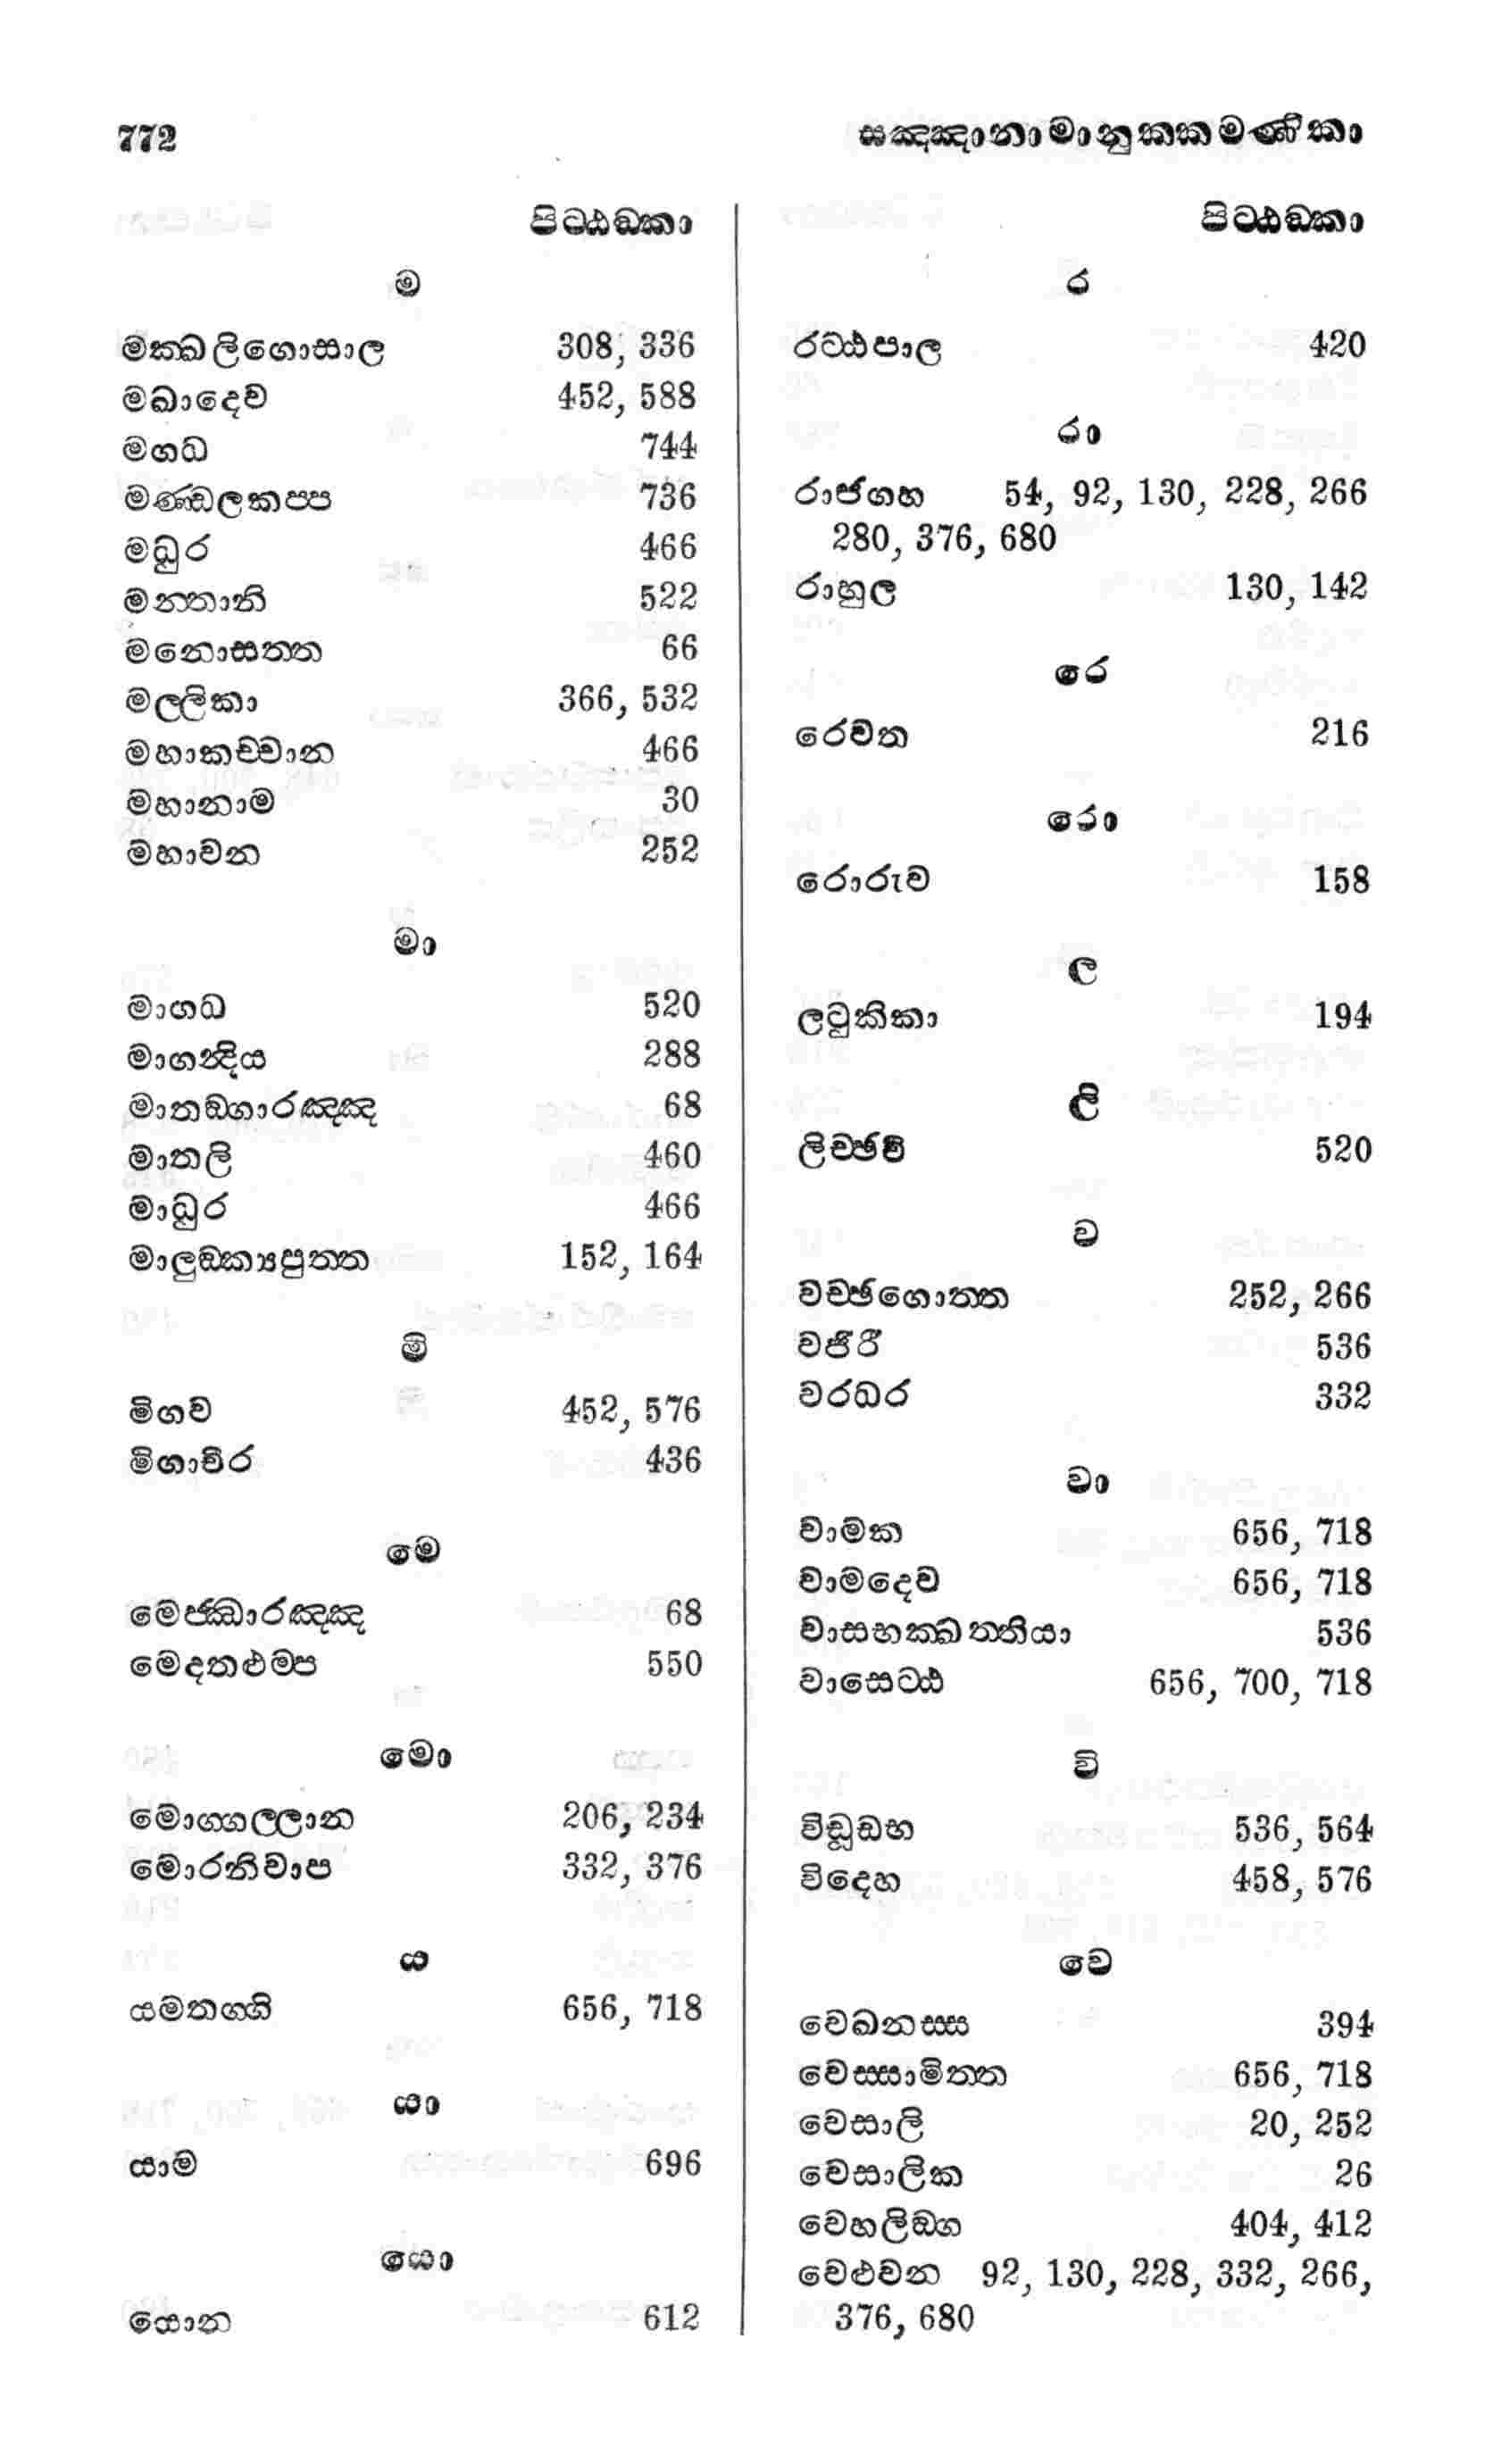 772
සඤ්ඤානාමානුක්කමණිකා
පිට්ඨඞ්කා
ම
මක්ඛලිගොසාල 308, 336
මඛාදෙව 452, 588
මගධ 744
මණ්ඩලකප්ප 736
මධුර 466
මන්තානි 522
මනොසත්ත 66
මල්ලිකා 366, 532
මහාකච්චාන 466
මහානාම 30
මහාවන 252
මා
මාගධ 520
මාගන්දිය 288
මාතඞ්ගාරඤ්ඤ 68
මාතලි 460
මාධුර 466
මාලුඞ්ක්‍යපුත්ත 152, 164
මි
මිගව 452, 576
මිගාචීර 436
මෙ
මෙජ්ඣාරඤ්ඤ 68
මෙදතළුම්ප 550
මො
මොග්ගල්ලාන 206, 234
මොරනිවාප 332, 376
ය
යමතග්ගි 656, 718
යා
යාම 696
යො
යොන 612
පිට්ඨඞ්කා
ර
රට්ඨපාල 420
රා
රාජගහ 54, 92, 130, 228, 266
280, 376, 680
රාහුල 130, 142
රෙ
රෙවත 216
රො
රොරුව 158
ල
ලටුකිකා 194
ලි
ලිච්ඡවි 520
ව
වච්ඡගොත්ත 252, 266
වජිරී 536
වරධර 332
වා
වාමක 656, 718
වාමදෙව 656, 718
වාසභක්ඛත්තියා 536
වාසෙට්ඨ 656, 700, 718
වි
විඩූඩභ 536, 564
විදෙහ 458, 576
වෙ
වෙඛනස්ස 394
වෙස්සාමිත්ත 656, 718
වෙසාලි 20, 252
වෙසාලික 26
වෙහලිඞ්ග 404, 412
වෙළුවන 92, 130, 228, 332, 266,
376, 680